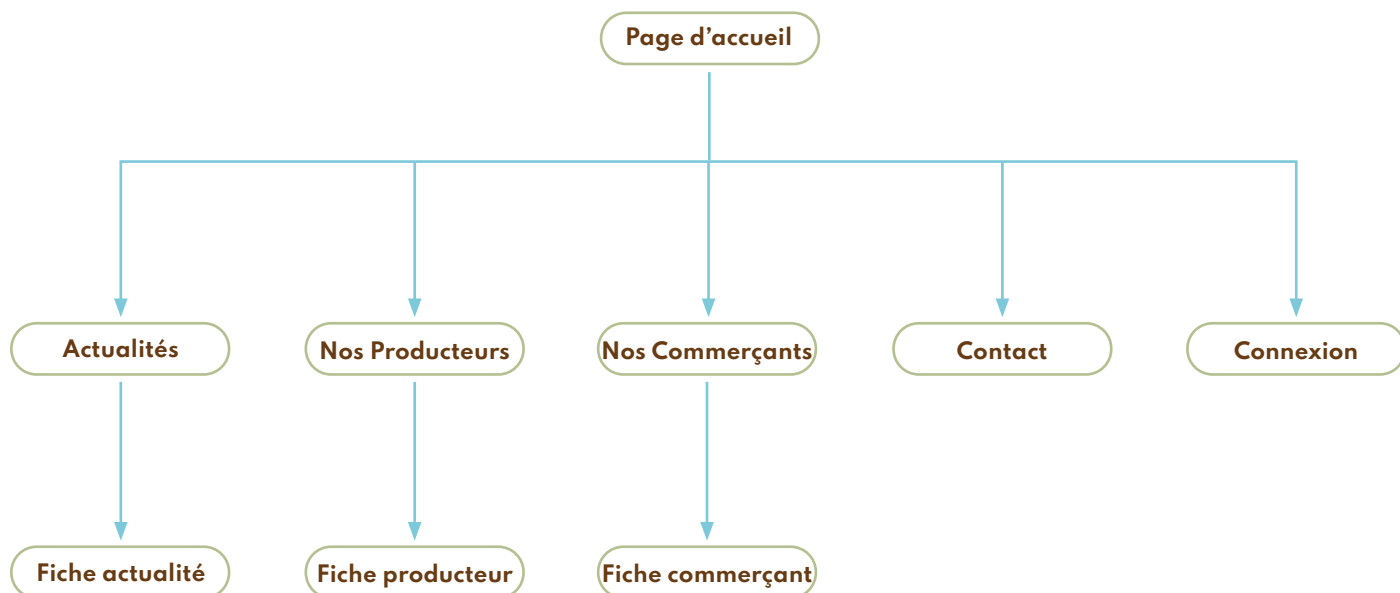 Page d’accueil
Actualités
Nos Producteurs
Nos Commerçants
Contact
Connexion
Fiche actualité
Fiche producteur
Fiche commerçant